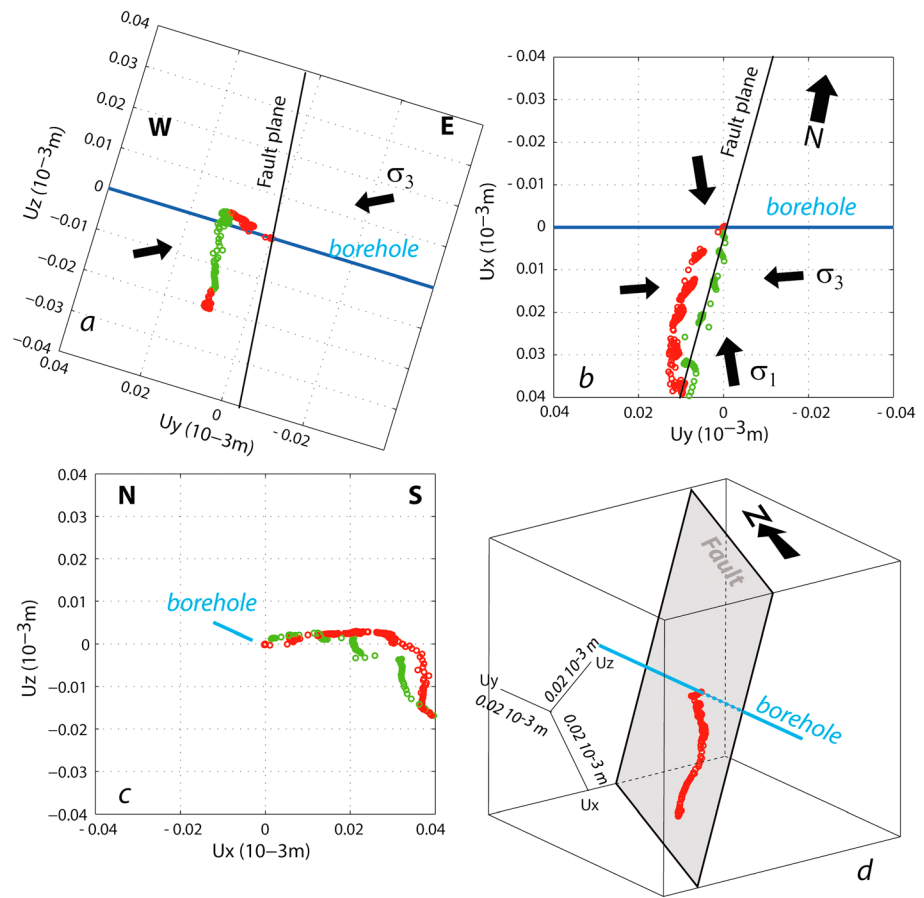 0.04
0.03
0.02
0.01
0
−0.01
−0.02
−0.03
−0.04
Uz (10−3m)
W
E
Fault plane
σ3
borehole
a
0.04
0.02
0
- 0.02
Uy (10−3m)
- 0.04
- 0.03
- 0.02
- 0.01
0
0.01
0.02
0.03
0.04
Ux (10−3m)
Fault plane
N
borehole
σ3
σ1
b
0.04
0.02
0
- 0.02
- 0.04
Uy (10−3m)
0.04
0.03
0.02
0.01
0
−0.01
−0.02
−0.03
−0.04
Uz (10−3m)
N
S
borehole
c
- 0.04
- 0.02
0
0.02
0.04
Ux (10−3m)
N
Fault
Uy
0.02 10-3 m
Uz
0.02 10-3 m
0.02 10-3 m
Ux
borehole
d